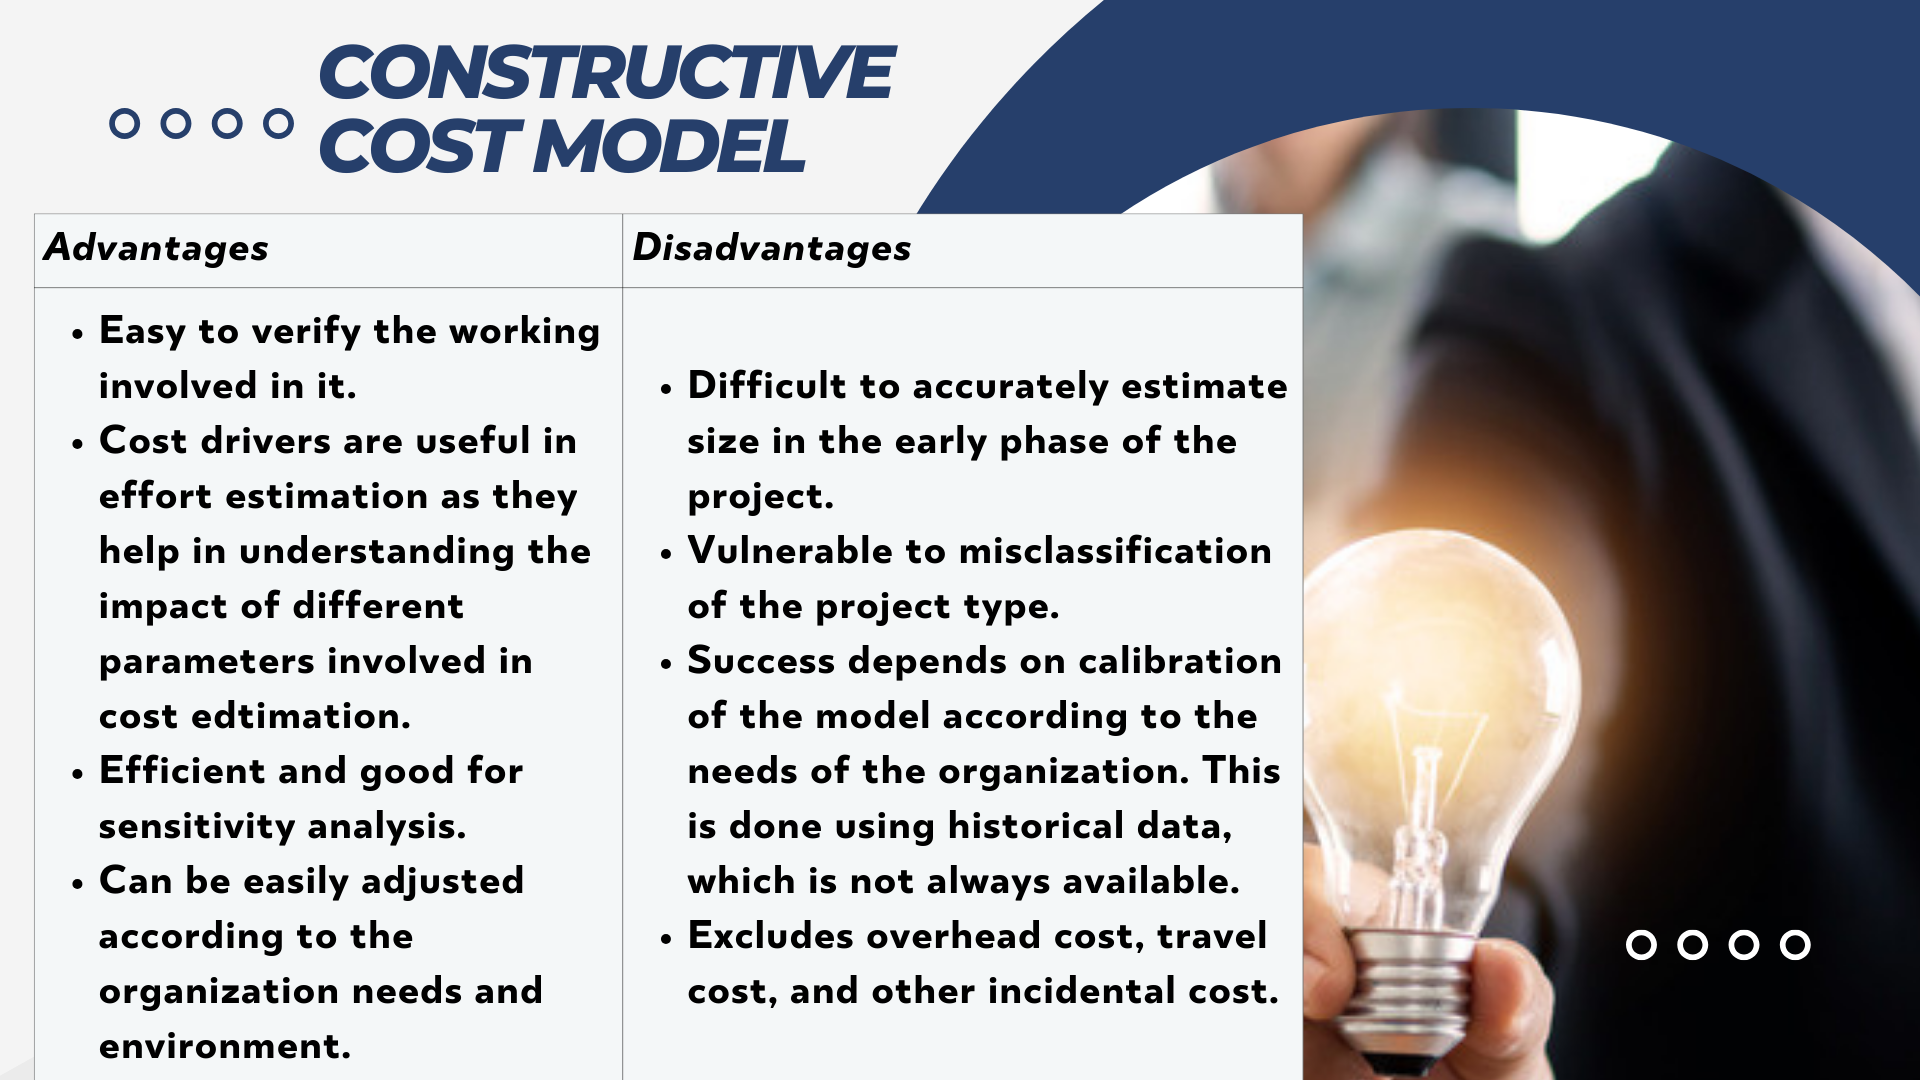 CONSTRUCTIVE
COST MODEL
Advantages
Disadvantages
• Easy to verify the working
involved in it.
• Cost drivers are useful in
effort estimation as they
help in understanding the
impact of different
parameters involved in
cost edtimation.
• Efficient and good for
sensitivity analysis.
• Can be easily adjusted
according to the
organization needs and
environment.
• Difficult to accurately estimate
size in the early phase of the
project.
• Vulnerable to misclassification
of the project type.
• Success depends on calibration
of the model according to the
needs of the organization. This
is done using historical data,
which is not always available.
• Excludes overhead cost, travel
cost, and other incidental cost.